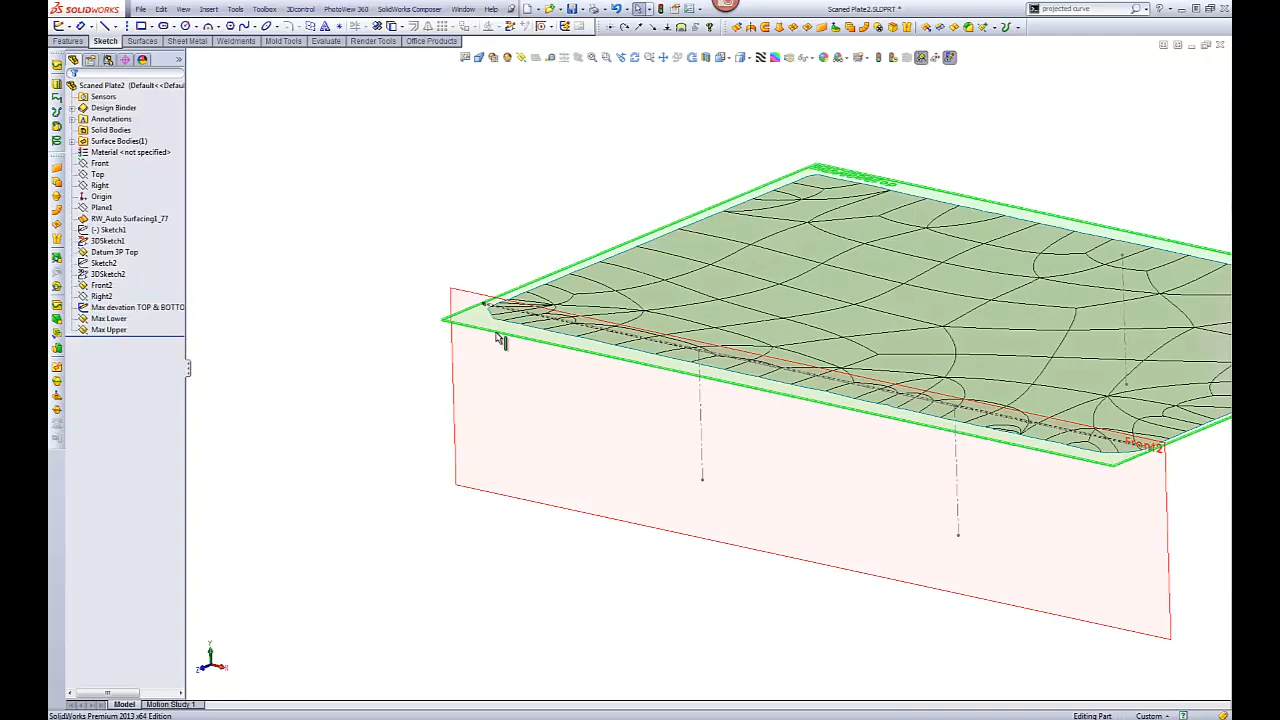 SOLIDWORKS File Edit View Insert Tools Toolbox 3Dcontrol PhotoView 360 SolidWorks Composer Window Help Scaned Plate2.SLDPRT * projected curve
Features Sketch Surfaces Sheet Metal Weldments Mold Tools Evaluate Render Tools Office Products
Scaned Plate2 (Default<<Defau
Sensors
Design Binder
Annotations
Solid Bodies
Surface Bodies(1)
Material <not specified>
Front
Top
Right
Origin
Plane1
RW_Auto Surfacing1_77
(-) Sketch1
3DSketch1
Datum 3P Top
Sketch2
3DSketch2
Front2
Right2
Max devation TOP & BOTTO
Max Lower
Max Upper
Front2
Y
Z X
Model Motion Study 1
SolidWorks Premium 2013 x64 Edition Editing Part Custom